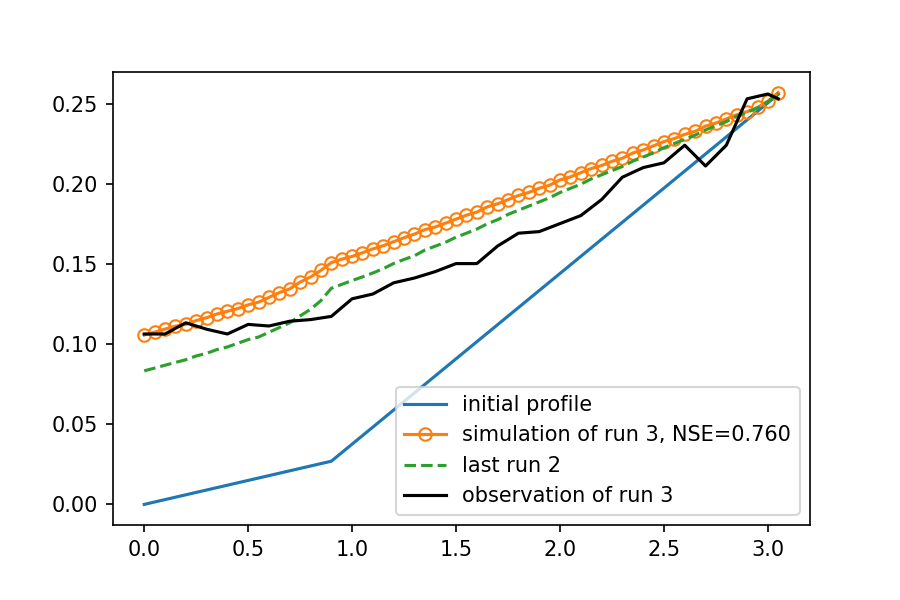 0.25
0.20
0.15
0.10
0.05
0.00
initial profile
simulation of run 3, NSE=0.760
last run 2
observation of run 3
0.0 0.5 1.0 1.5 2.0 2.5 3.0